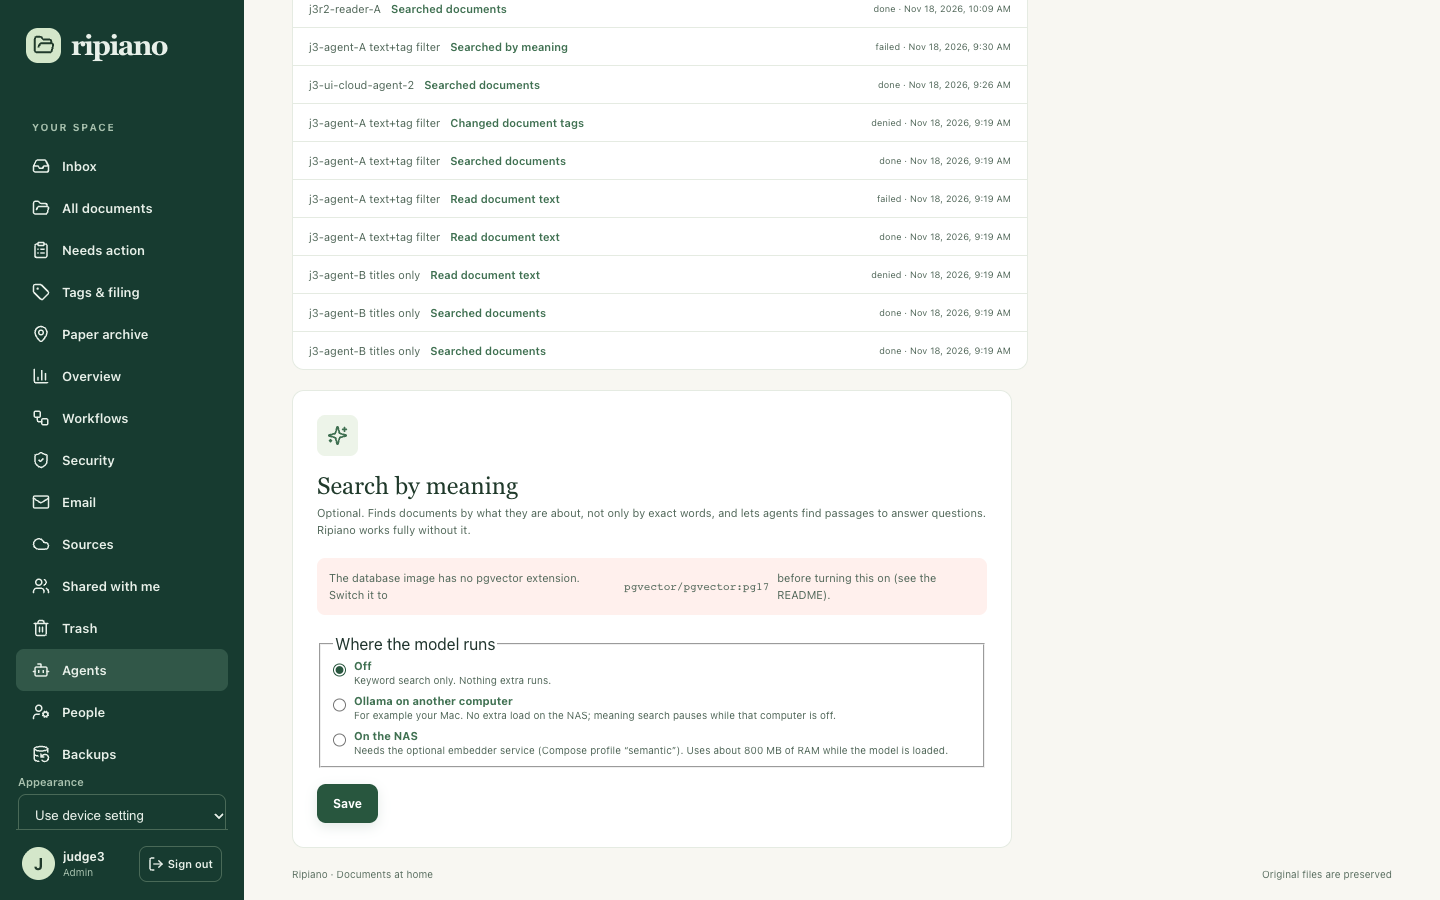 ripiano
YOUR SPACE
Inbox
All documents
Needs action
Tags & filing
Paper archive
Overview
Workflows
Security
Email
Sources
Shared with me
Trash
Agents
People
Backups
Appearance
Use device setting
J
judge3
Admin
Sign out
j3r2-reader-A Searched documents done · Nov 18, 2026, 10:09 AM
j3-agent-A text+tag filter Searched by meaning failed · Nov 18, 2026, 9:30 AM
j3-ui-cloud-agent-2 Searched documents done · Nov 18, 2026, 9:26 AM
j3-agent-A text+tag filter Changed document tags denied · Nov 18, 2026, 9:19 AM
j3-agent-A text+tag filter Searched documents done · Nov 18, 2026, 9:19 AM
j3-agent-A text+tag filter Read document text failed · Nov 18, 2026, 9:19 AM
j3-agent-A text+tag filter Read document text done · Nov 18, 2026, 9:19 AM
j3-agent-B titles only Read document text denied · Nov 18, 2026, 9:19 AM
j3-agent-B titles only Searched documents done · Nov 18, 2026, 9:19 AM
j3-agent-B titles only Searched documents done · Nov 18, 2026, 9:19 AM
Search by meaning
Optional. Finds documents by what they are about, not only by exact words, and lets agents find passages to answer questions.
Ripiano works fully without it.
The database image has no pgvector extension.
Switch it to
pgvector/pgvector:pg17
before turning this on (see the
README).
Where the model runs
Off
Keyword search only. Nothing extra runs.
Ollama on another computer
For example your Mac. No extra load on the NAS; meaning search pauses while that computer is off.
On the NAS
Needs the optional embedder service (Compose profile “semantic”). Uses about 800 MB of RAM while the model is loaded.
Save
Ripiano · Documents at home
Original files are preserved